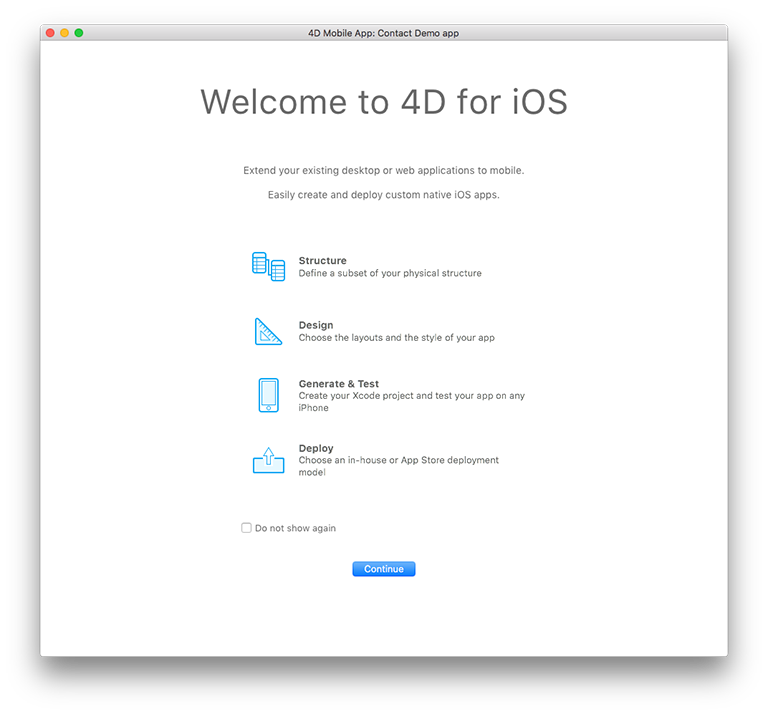 4D Mobile App: Contact Demo app
Welcome to 4D for iOS
Extend your existing desktop or web applications to mobile.
Easily create and deploy custom native iOS apps.
Structure
Define a subset of your physical structure
Design
Choose the layouts and the style of your app
Generate & Test
Create your Xcode project and test your app on any
iPhone
Deploy
Choose an in-house or App Store deployment
model
Do not show again
Continue